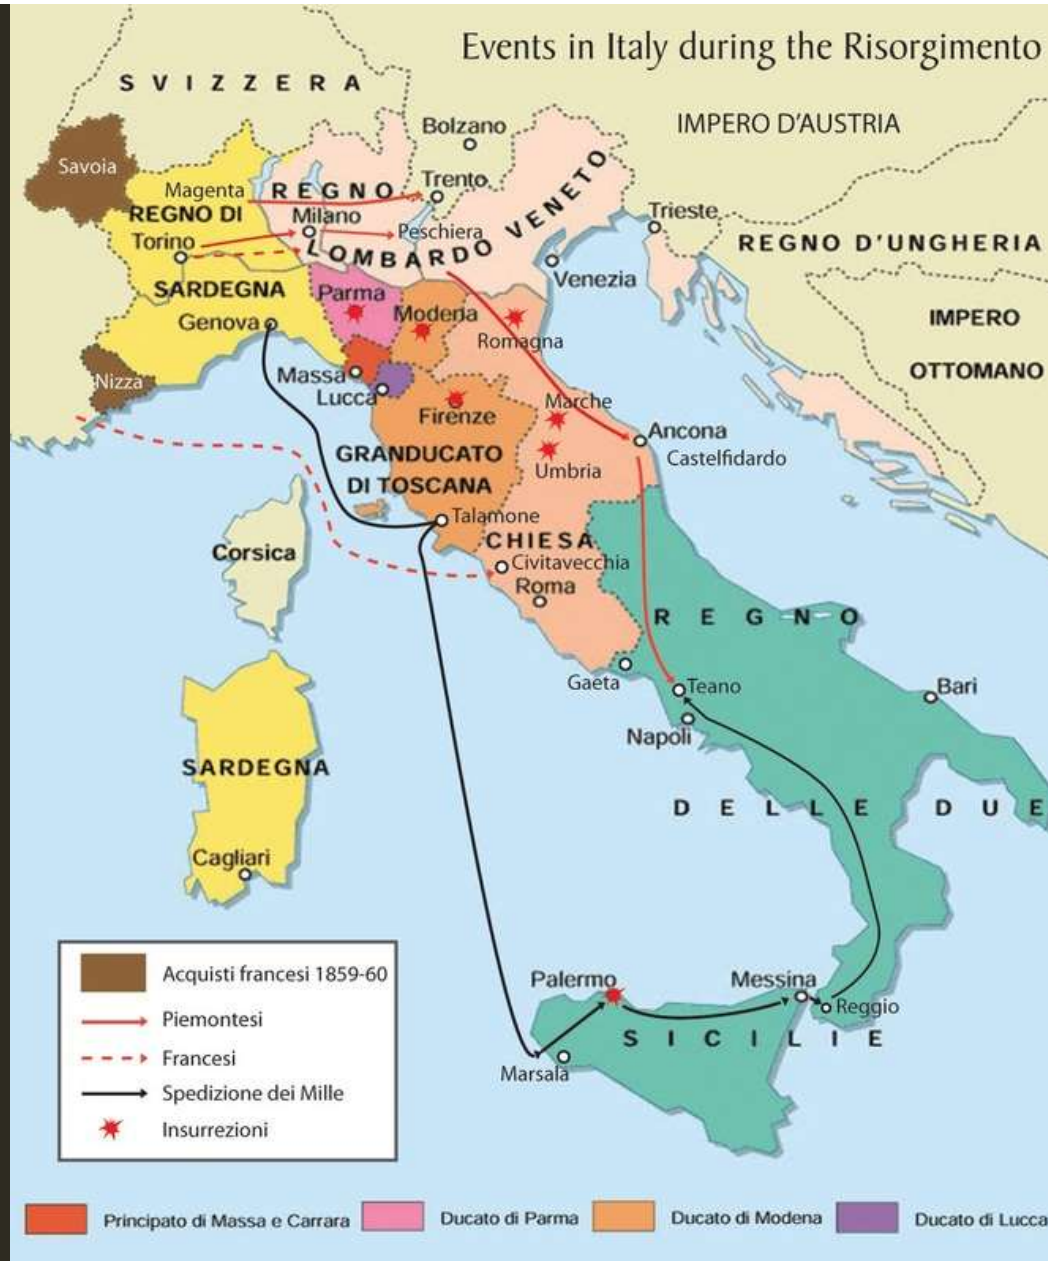 Events in Italy during the Risorgimento
SVIZZERA
IMPERO D'AUSTRIA
Bolzano
Savoia
Trento
Magenta
REGNO
LOMBARDO VENETO
REGNO DI
SARDEGNA
Milano
Peschiera
Torino
Trieste
REGNO D'UNGHERIA
Venezia
Parma
Modena
Genova
IMPERO
OTTOMANO
Romagna
Nizza
Massa
Lucca
Firenze
Marche
Ancona
Castelfidardo
Umbria
GRANDUCATO
DI TOSCANA
Talamone
CHIESA
Civitavecchia
Corsica
Roma
REGNO
Gaeta
Teano
Bari
Napoli
SARDEGNA
DELLE DUE
Cagliari
Palermo
Messina
Reggio
SICILIE
Marsala
Acquisti francesi 1859-60
Piemontesi
Francesi
Spedizione dei Mille
Insurrezioni
Principato di Massa e Carrara
Ducato di Parma
Ducato di Modena
Ducato di Lucca